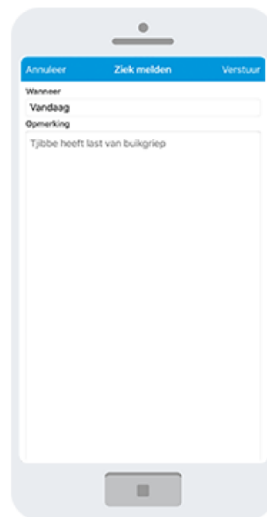 Annuleer Ziek melden Verstuur
Wanneer
Vandaag
Opmerking
Tjibbe heeft last van buikgriep